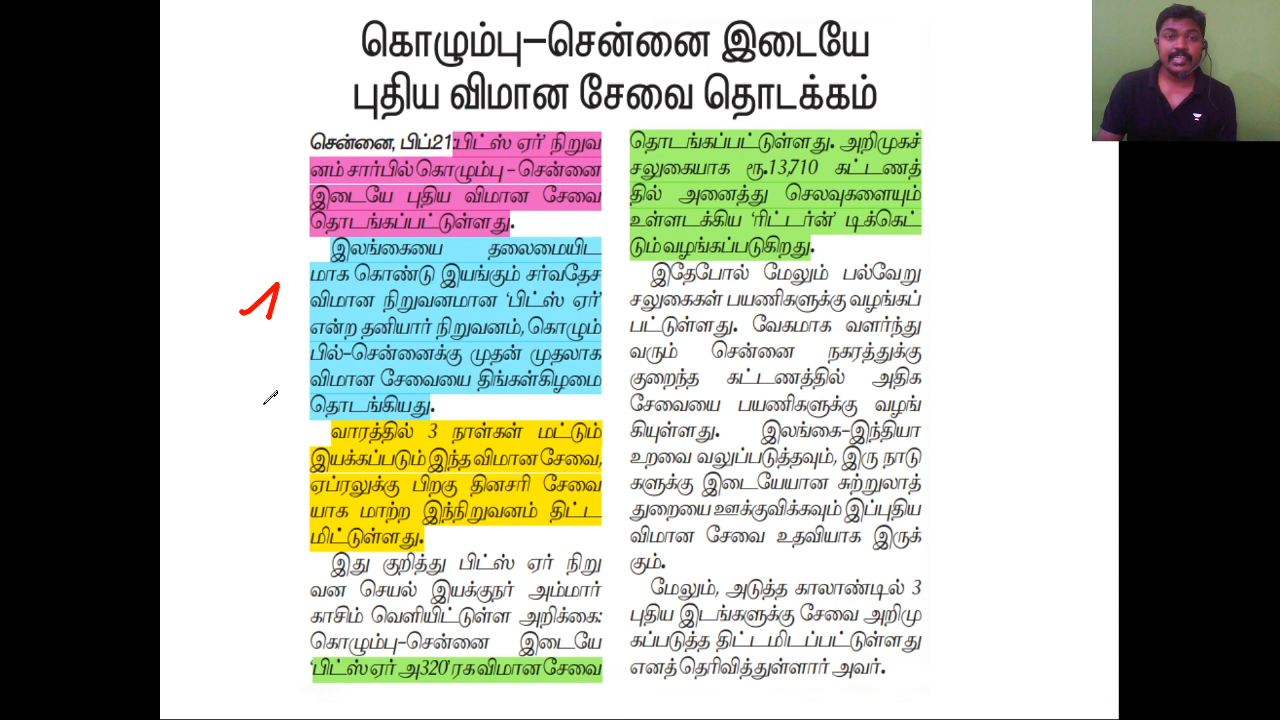 கொழும்பு–சென்னை இடையே
புதிய விமான சேவை தொடக்கம்
சென்னை, பிப்21:பிட்ஸ் ஏர்' நிறுவ
னம் சார்பில் கொழும்பு – சென்னை
இடையே புதிய விமான சேவை
தொடங்கப்பட்டுள்ளது.
இலங்கையை தலைமையிட
மாக கொண்டு இயங்கும் சர்வதேச
விமான நிறுவனமான 'பிட்ஸ் ஏர்'
என்ற தனியார் நிறுவனம், கொழும்
பில்–சென்னைக்கு முதன் முதலாக
விமான சேவையை திங்கள்கிழமை
தொடங்கியது.
வாரத்தில் 3 நாள்கள் மட்டும்
இயக்கப்படும் இந்த விமான சேவை,
ஏப்ரலுக்கு பிறகு தினசரி சேவை
யாக மாற்ற இந்நிறுவனம் திட்ட
மிட்டுள்ளது.
இது குறித்து பிட்ஸ் ஏர் நிறு
வன செயல் இயக்குநர் அம்மார்
காசிம் வெளியிட்டுள்ள அறிக்கை:
கொழும்பு–சென்னை இடையே
'பிட்ஸ் ஏர் அ320' ரக விமான சேவை
தொடங்கப்பட்டுள்ளது. அறிமுகச்
சலுகையாக ரூ.13,710 கட்டணத்
தில் அனைத்து செலவுகளையும்
உள்ளடக்கிய 'ரிட்டர்ன்' டிக்கெட்
டும் வழங்கப்படுகிறது.
இதேபோல் மேலும் பல்வேறு
சலுகைகள் பயணிகளுக்கு வழங்கப்
பட்டுள்ளது. வேகமாக வளர்ந்து
வரும் சென்னை நகரத்துக்கு
குறைந்த கட்டணத்தில் அதிக
சேவையை பயணிகளுக்கு வழங்
கியுள்ளது. இலங்கை–இந்தியா
உறவை வலுப்படுத்தவும், இரு நாடு
களுக்கு இடையேயான சுற்றுலாத்
துறையை ஊக்குவிக்கவும் இப்புதிய
விமான சேவை உதவியாக இருக்
கும்.
மேலும், அடுத்த காலாண்டில் 3
புதிய இடங்களுக்கு சேவை அறிமு
கப்படுத்த திட்டமிடப்பட்டுள்ளது
எனத் தெரிவித்துள்ளார் அவர்.